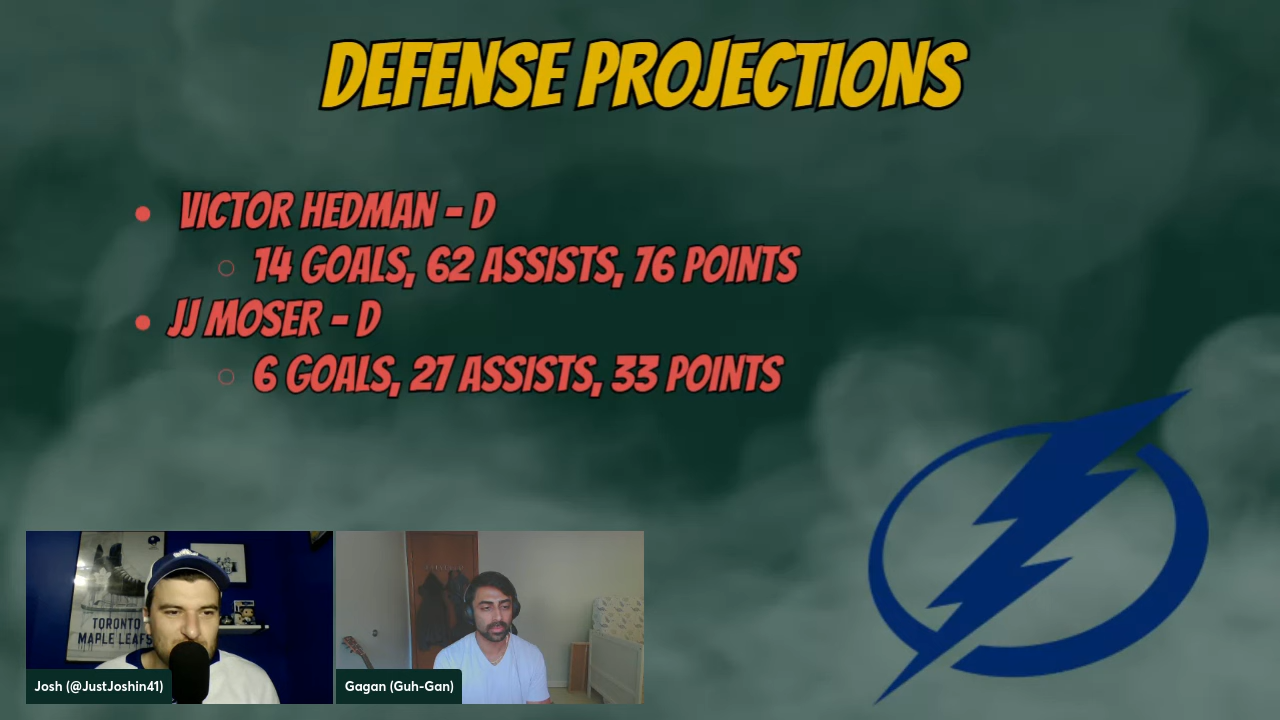 DEFENSE PROJECTIONS
VICTOR HEDMAN - D
14 GOALS, 62 ASSISTS, 76 POINTS
JJ MOSER - D
6 GOALS, 27 ASSISTS, 33 POINTS
TORONTO
MAPLE LEAFS
Josh (@JustJoshin41)
Gagan (Guh-Gan)